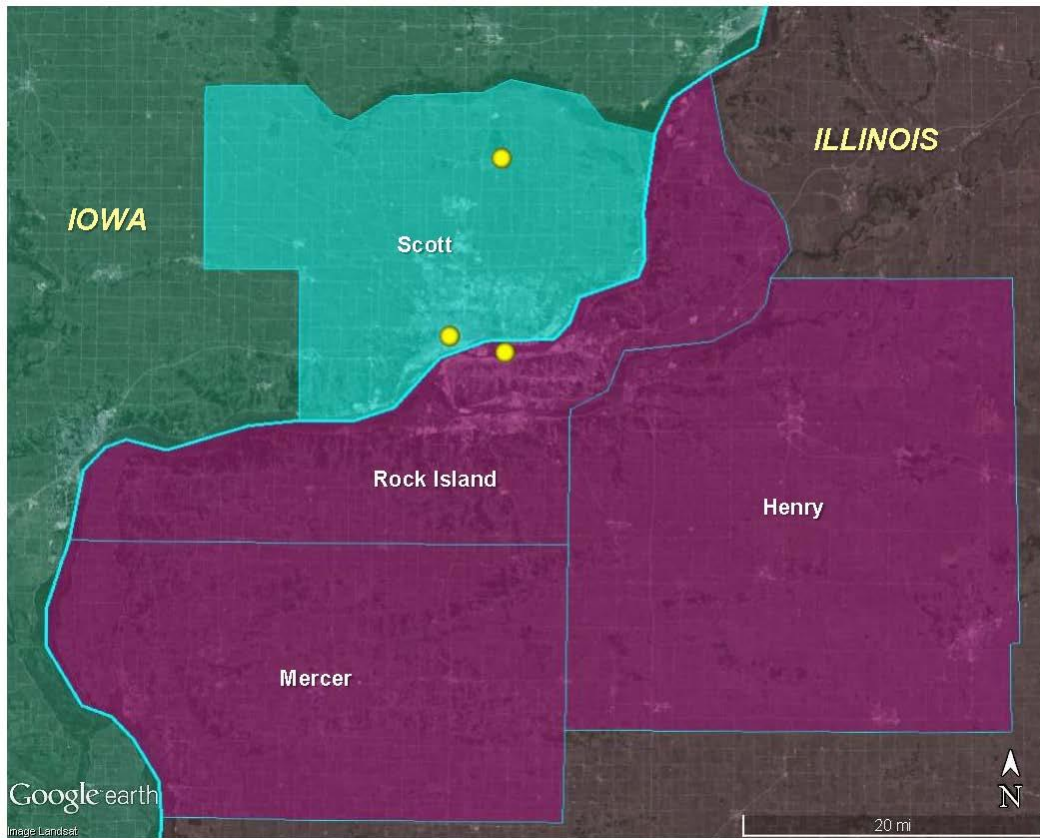 ILLINOIS
IOWA
Scott
Rock Island
Henry
Mercer
Google earth
N
Image Landsat
20 mi